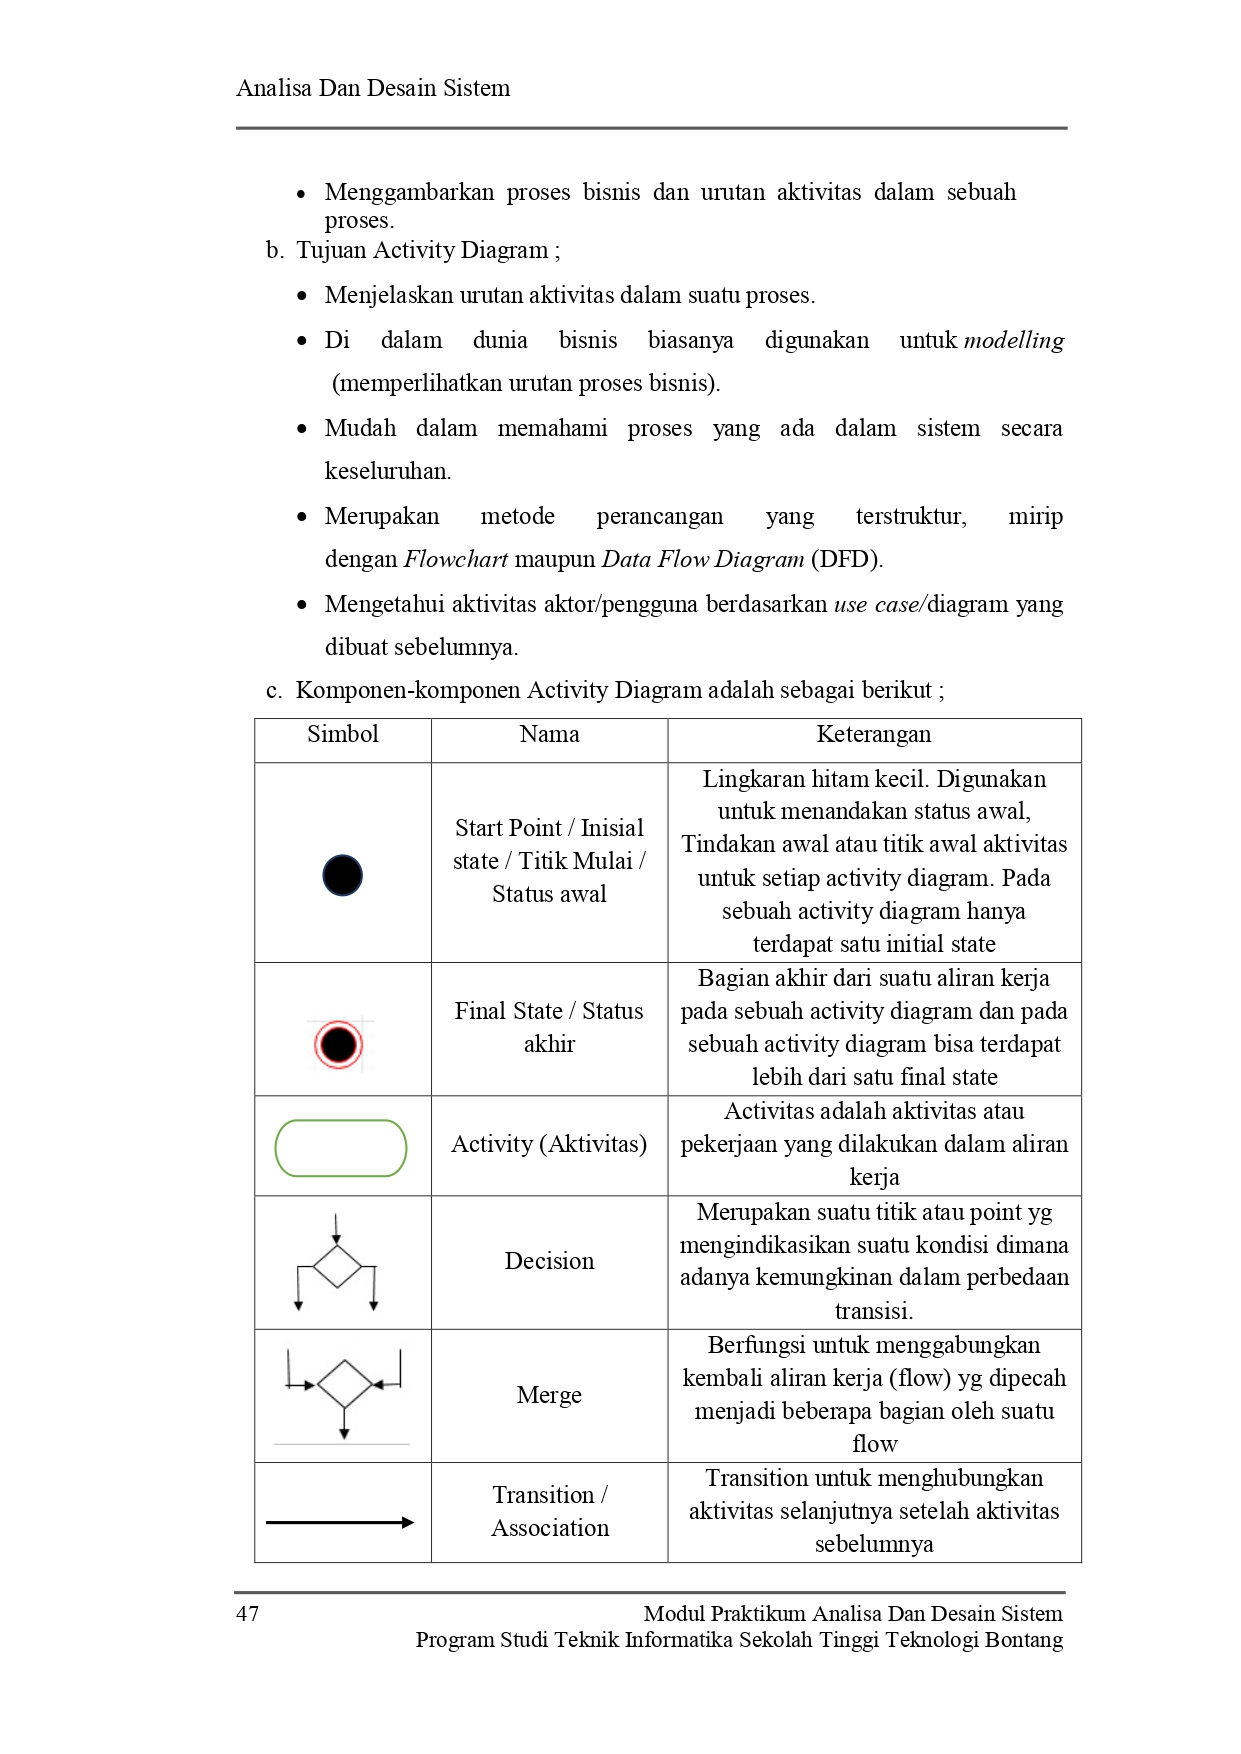 Analisa Dan Desain Sistem
• Menggambarkan proses bisnis dan urutan aktivitas dalam sebuah
proses.
b. Tujuan Activity Diagram ;
• Menjelaskan urutan aktivitas dalam suatu proses.
• Di dalam dunia bisnis biasanya digunakan untuk modelling
(memperlihatkan urutan proses bisnis).
• Mudah dalam memahami proses yang ada dalam sistem secara
keseluruhan.
• Merupakan metode perancangan yang terstruktur, mirip
dengan Flowchart maupun Data Flow Diagram (DFD).
• Mengetahui aktivitas aktor/pengguna berdasarkan use case/diagram yang
dibuat sebelumnya.
c. Komponen-komponen Activity Diagram adalah sebagai berikut ;
Simbol Nama Keterangan
Start Point / Inisial
state / Titik Mulai /
Status awal
Lingkaran hitam kecil. Digunakan
untuk menandakan status awal,
Tindakan awal atau titik awal aktivitas
untuk setiap activity diagram. Pada
sebuah activity diagram hanya
terdapat satu initial state
Final State / Status
akhir
Bagian akhir dari suatu aliran kerja
pada sebuah activity diagram dan pada
sebuah activity diagram bisa terdapat
lebih dari satu final state
Activity (Aktivitas)
Activitas adalah aktivitas atau
pekerjaan yang dilakukan dalam aliran
kerja
Decision
Merupakan suatu titik atau point yg
mengindikasikan suatu kondisi dimana
adanya kemungkinan dalam perbedaan
transisi.
Merge
Berfungsi untuk menggabungkan
kembali aliran kerja (flow) yg dipecah
menjadi beberapa bagian oleh suatu
flow
Transition /
Association
Transition untuk menghubungkan
aktivitas selanjutnya setelah aktivitas
sebelumnya
47 Modul Praktikum Analisa Dan Desain Sistem
Program Studi Teknik Informatika Sekolah Tinggi Teknologi Bontang